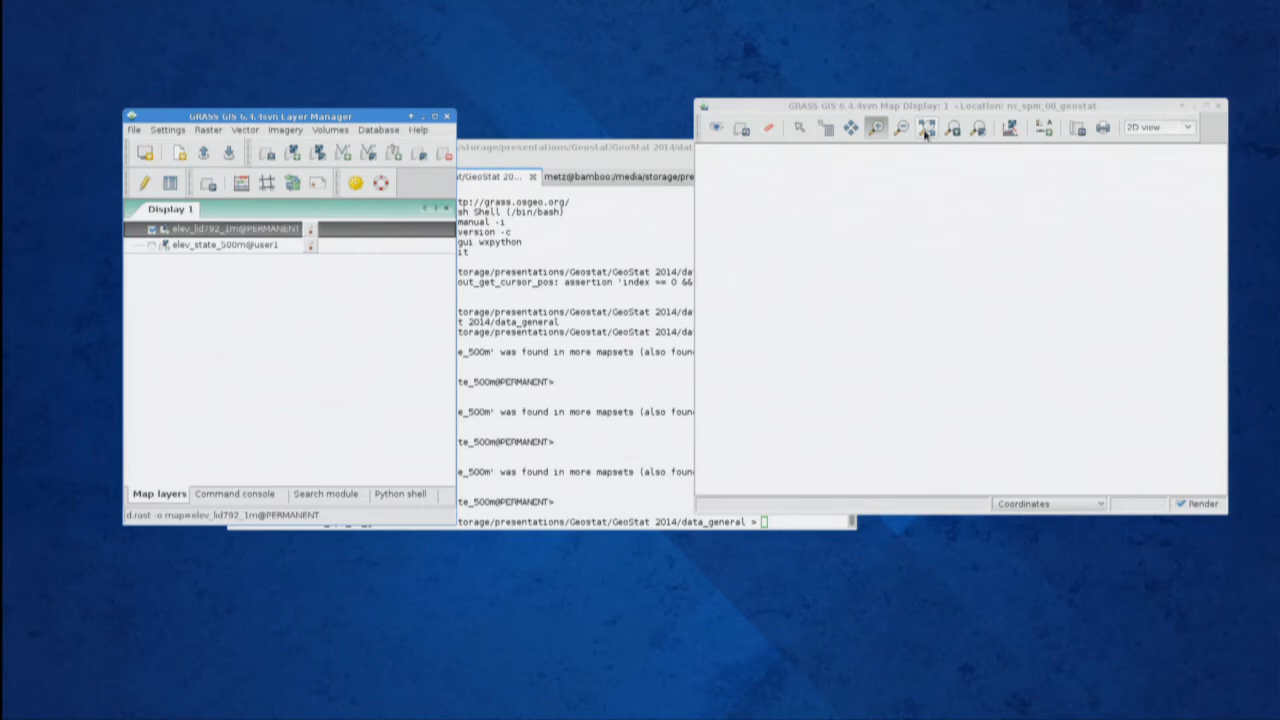 GRASS GIS 6.4.4svn Layer Manager
File Settings Raster Vector Imagery Volumes Database Help
Display 1
elev_lid792_1m@PERMANENT
elev_state_500m@user1
Map layers Command console Search module Python shell
d.rast -o map=elev_lid792_1m@PERMANENT
/storage/presentations/Geostat/GeoStat 2014/dat
t/GeoStat 20... metz@bamboo:/media/storage/pre
tp://grass.osgeo.org/
sh Shell (/bin/bash)
manual -i
version -c
gui wxpython
it
torage/presentations/Geostat/GeoStat 2014/da
out_get_cursor_pos: assertion 'index >= 0 &&
torage/presentations/Geostat/GeoStat 2014/da
t 2014/data_general
torage/presentations/Geostat/GeoStat 2014/da
e_500m' was found in more mapsets (also foun
te_500m@PERMANENT>
e_500m' was found in more mapsets (also foun
te_500m@PERMANENT>
e_500m' was found in more mapsets (also foun
te_500m@PERMANENT>
torage/presentations/Geostat/GeoStat 2014/data_general >
GRASS GIS 6.4.4svn Map Display: 1 - Location: nc_spm_08_geostat
2D view
Coordinates
Render